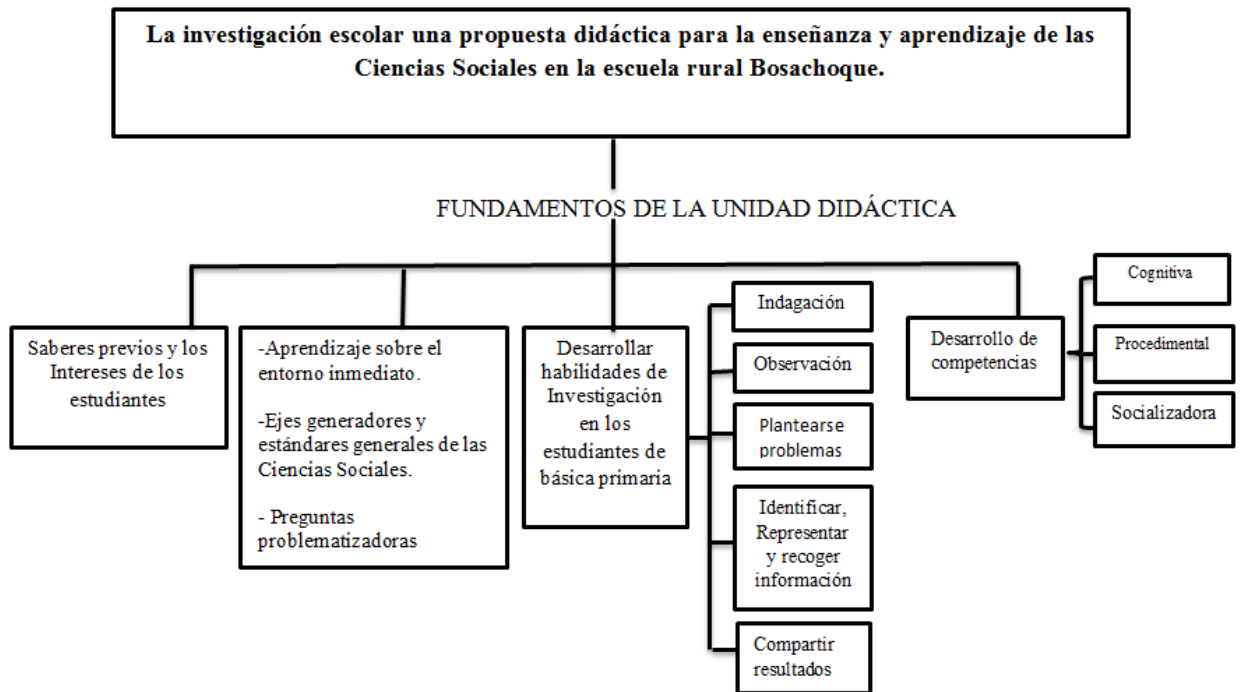 La investigación escolar una propuesta didáctica para la enseñanza y aprendizaje de las
Ciencias Sociales en la escuela rural Bosachoque.
FUNDAMENTOS DE LA UNIDAD DIDÁCTICA
Saberes previos y los
Intereses de los
estudiantes
-Aprendizaje sobre el
entorno inmediato.
-Ejes generadores y
estándares generales de las
Ciencias Sociales.
- Preguntas
problematizadoras
Desarrollar
habilidades de
Investigación
en los
estudiantes de
básica primaria
Indagación
Observación
Plantearse
problemas
Identificar,
Representar
y recoger
información
Compartir
resultados
Desarrollo de
competencias
Cognitiva
Procedimental
Socializadora